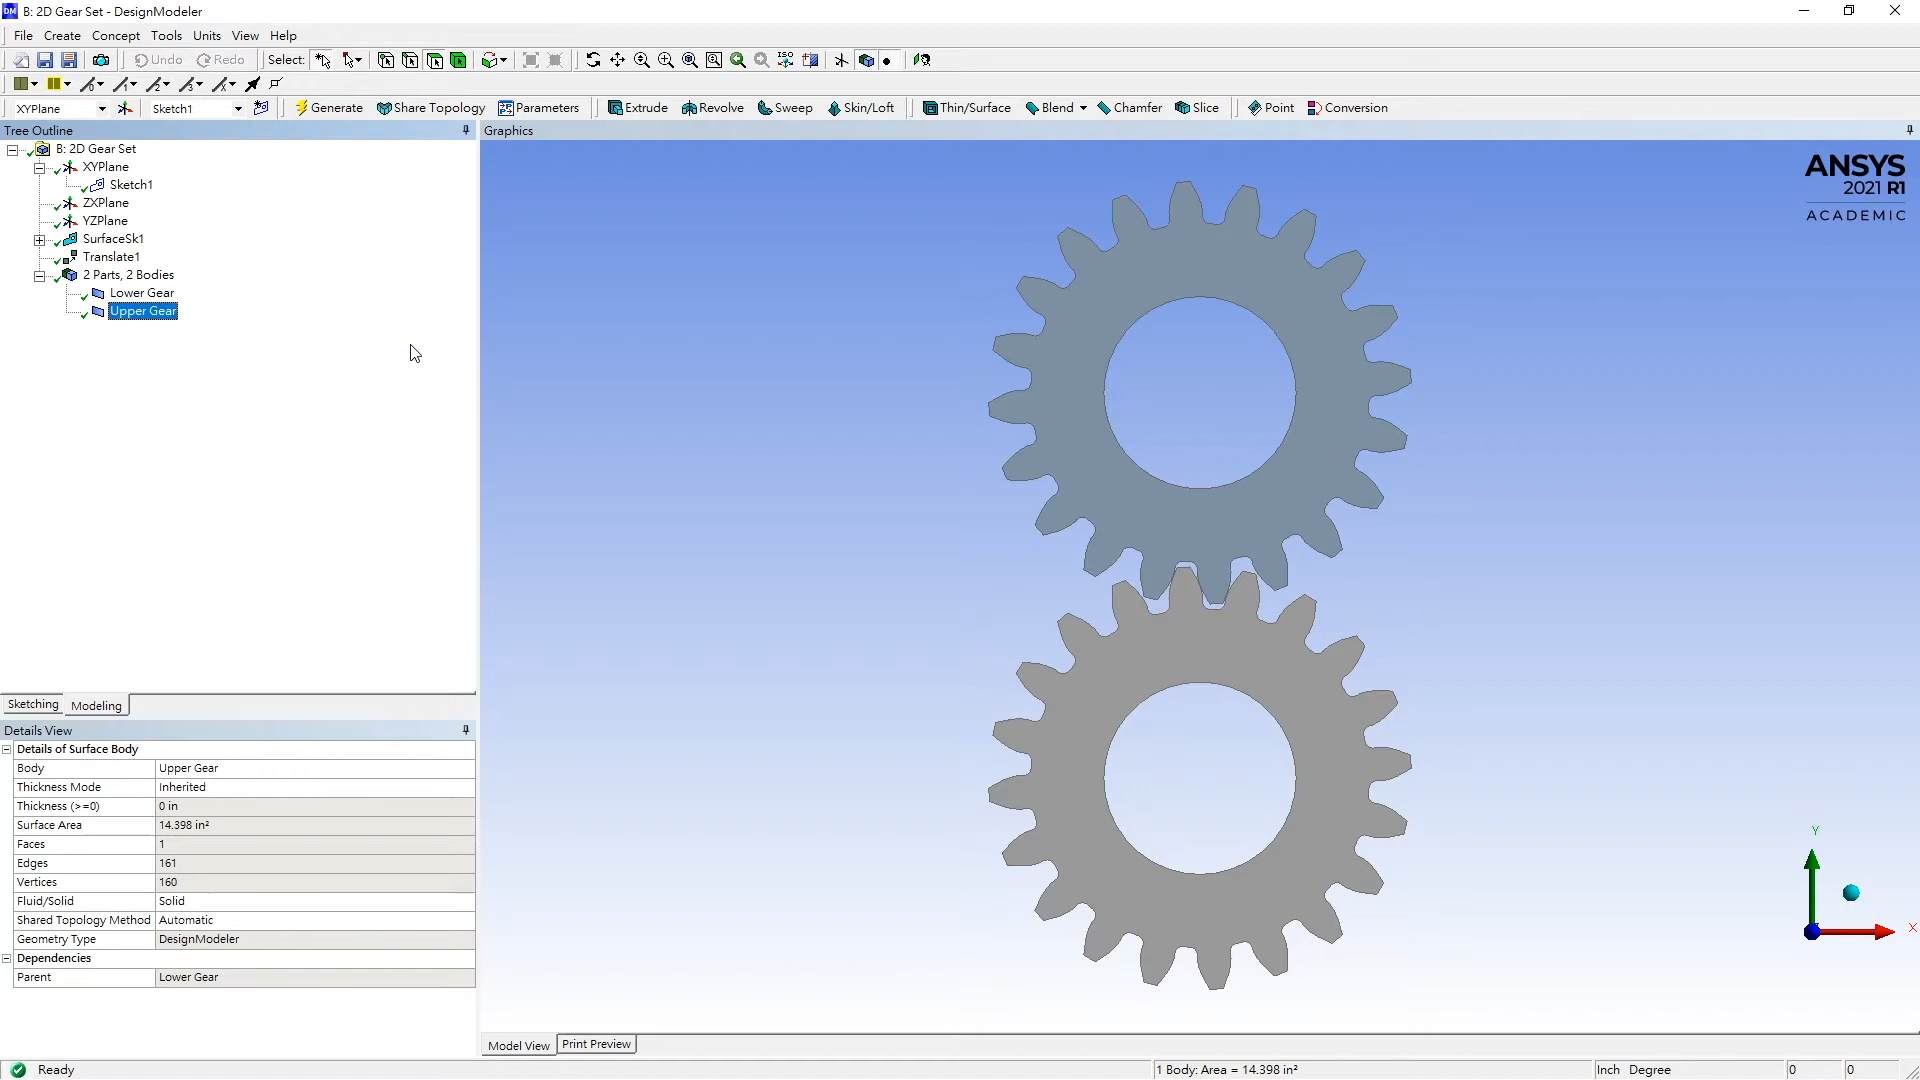 B: 2D Gear Set - DesignModeler
File Create Concept Tools Units View Help
Undo Redo Select: ISO
XYPlane Sketch1 Generate Share Topology Parameters Extrude Revolve Sweep Skin/Loft Thin/Surface Blend Chamfer Slice Point Conversion
Tree Outline
B: 2D Gear Set
XYPlane
Sketch1
ZXPlane
YZPlane
SurfaceSk1
Translate1
2 Parts, 2 Bodies
Lower Gear
Upper Gear
Sketching Modeling
Details View
Details of Surface Body
Body Upper Gear
Thickness Mode Inherited
Thickness (>=0) 0 in
Surface Area 14.398 in²
Faces 1
Edges 161
Vertices 160
Fluid/Solid Solid
Shared Topology Method Automatic
Geometry Type DesignModeler
Dependencies
Parent Lower Gear
Graphics
ANSYS
2021 R1
ACADEMIC
Y
X
Model View Print Preview
Ready 1 Body: Area = 14.398 in² Inch Degree 0 0